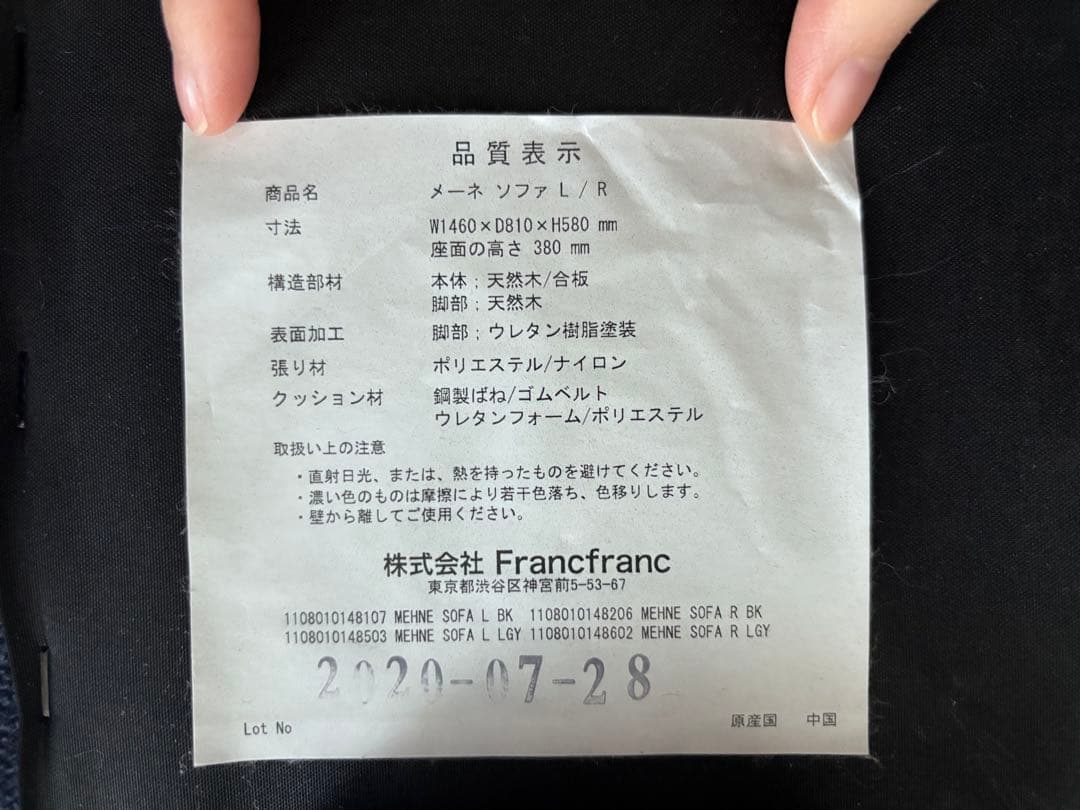 品質表示
商品名 メーネ ソファ L / R
寸法 W1460×D810×H580 mm
座面の高さ 380 mm
構造部材 本体 ; 天然木/合板
脚部 ; 天然木
表面加工 脚部 ; ウレタン樹脂塗装
張り材 ポリエステル/ナイロン
クッション材 鋼製ばね/ゴムベルト
ウレタンフォーム/ポリエステル
取扱い上の注意
・直射日光、または、熱を持ったものを避けてください。
・濃い色のものは摩擦により若干色落ち、色移りします。
・壁から離してご使用ください。
株式会社 Francfranc
東京都渋谷区神宮前5-53-67
1108010148107 MEHNE SOFA L BK 1108010148206 MEHNE SOFA R BK
1108010148503 MEHNE SOFA L LGY 1108010148602 MEHNE SOFA R LGY
2020-07-28
Lot No 原産国 中国